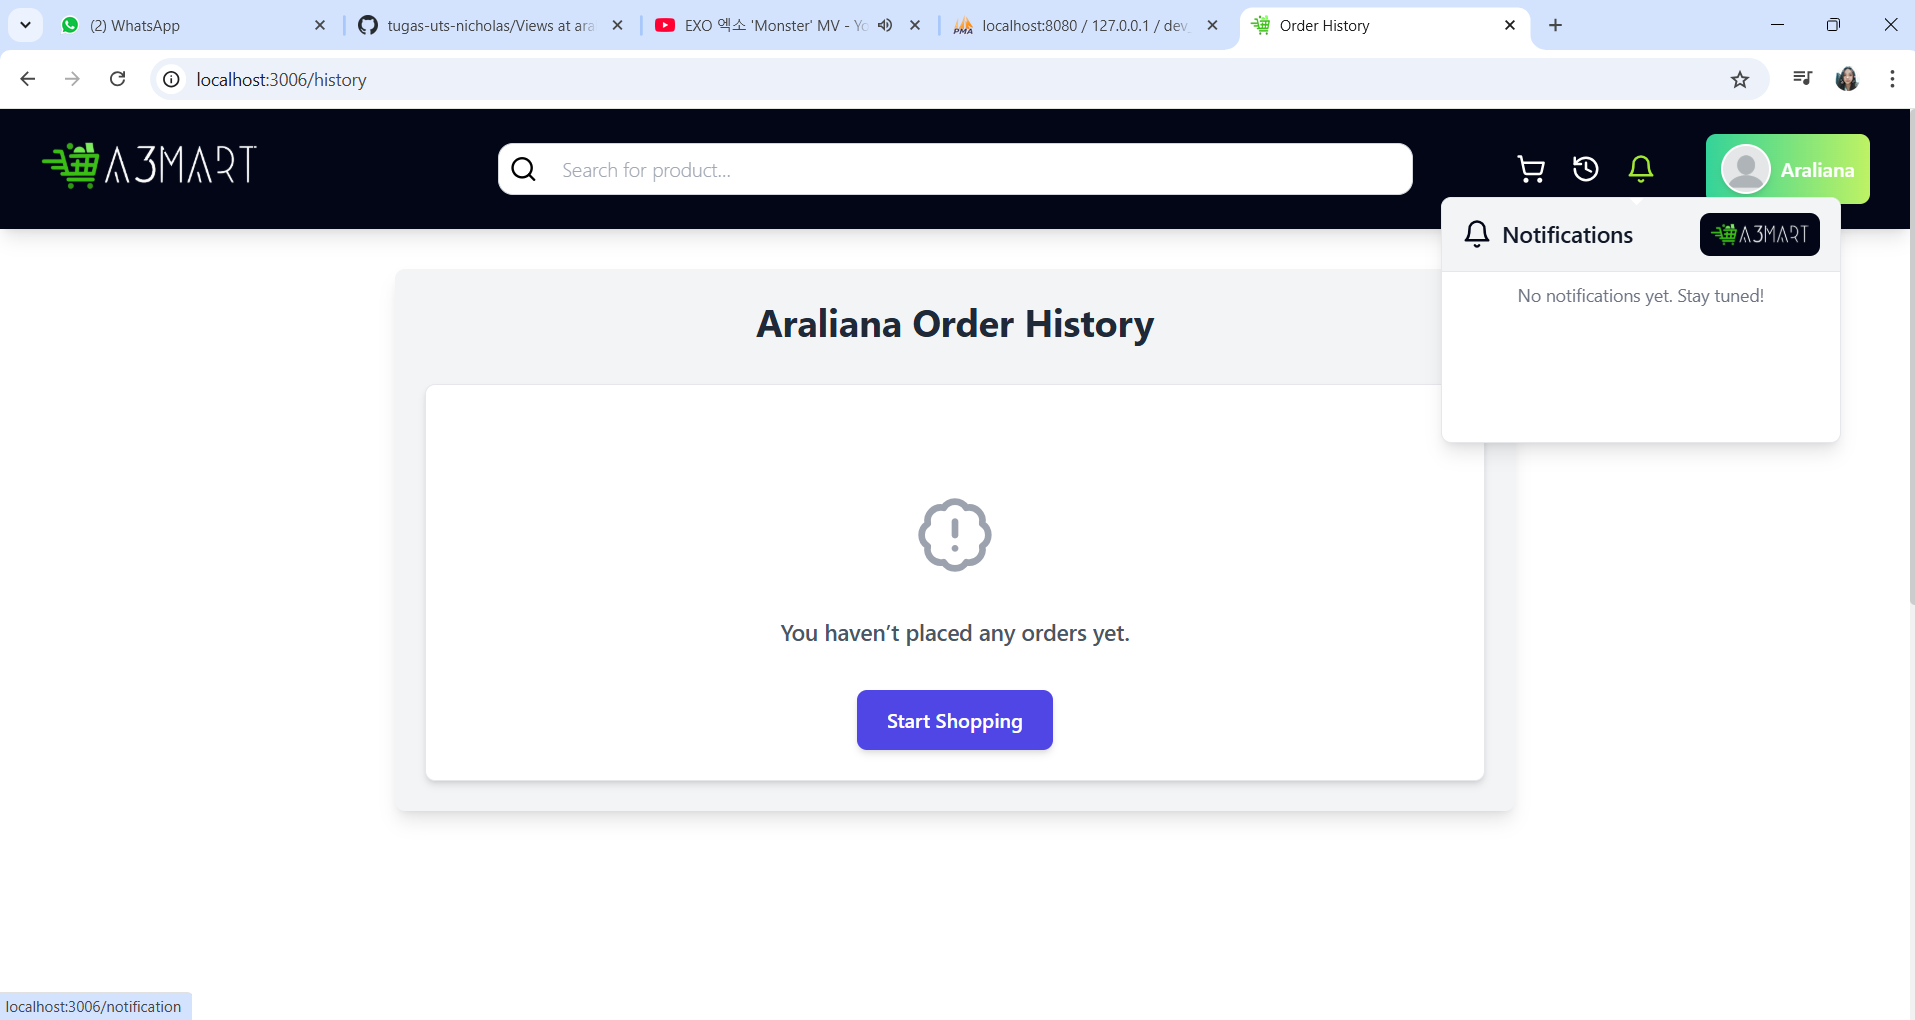 (2) WhatsApp
tugas-uts-nicholas/Views at ara
EXO 엑소 'Monster' MV - Yo
localhost:8080 / 127.0.0.1 / dev_
Order History
localhost:3006/history
A3MART
Search for product...
Araliana
Notifications
A3MART
No notifications yet. Stay tuned!
Araliana Order History
You haven’t placed any orders yet.
Start Shopping
localhost:3006/notification